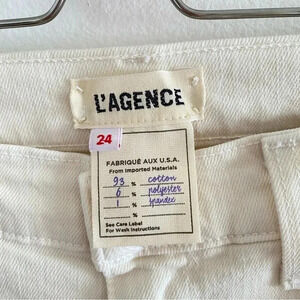 L'AGENCE
24
FABRIQUÉ AUX U.S.A.
From Imported Materials
93 % cotton
6 % polyester
1 % spandex
%
See Care Label
For Wash Instructions